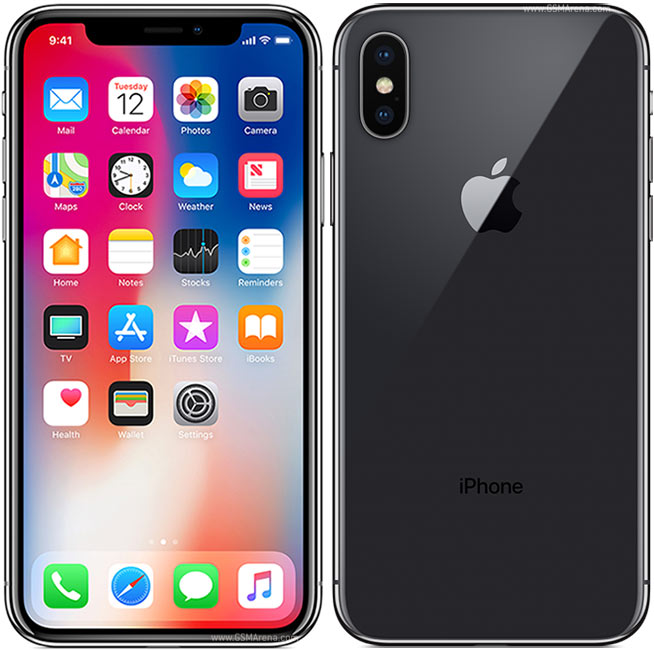 www.GSMArena.com
9:41
Tuesday
12
Mail Calendar Photos Camera
280
Maps Clock Weather News
Home Notes Stocks Reminders
tv
TV App Store iTunes Store iBooks
Health Wallet Settings
iPhone
www.GSMArena.com